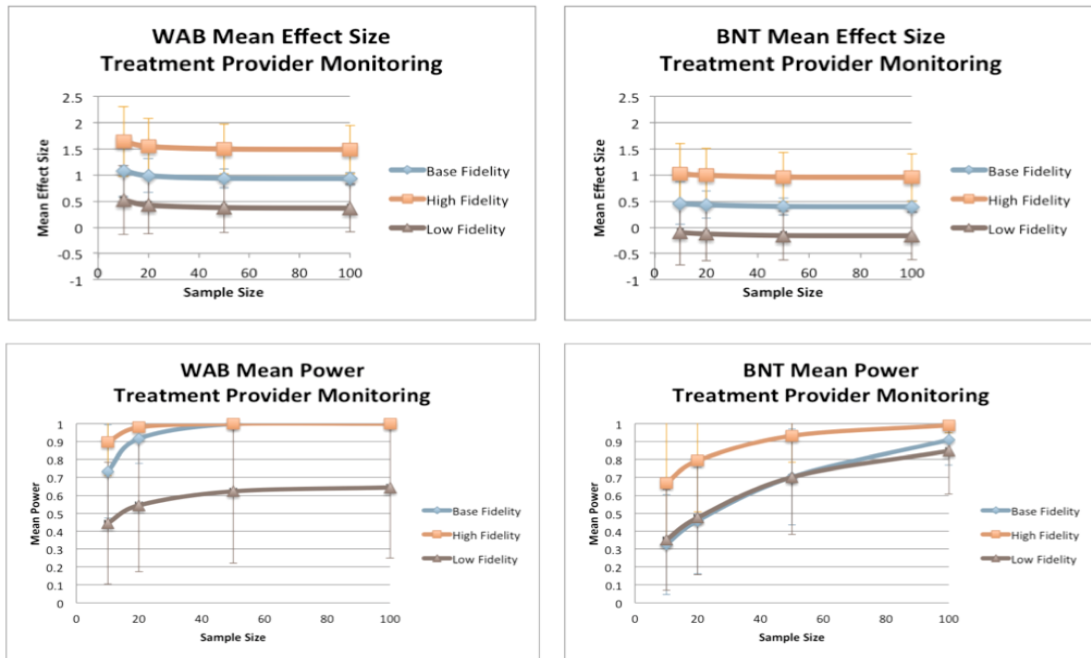 WAB Mean Effect Size
Treatment Provider Monitoring
Mean Effect Size
2.5
2
1.5
1
0.5
0
-0.5
-1
0 20 40 60 80 100
Sample Size
Base Fidelity
High Fidelity
Low Fidelity
BNT Mean Effect Size
Treatment Provider Monitoring
Mean Effect Size
2.5
2
1.5
1
0.5
0
-0.5
-1
0 20 40 60 80 100
Sample Size
Base Fidelity
High Fidelity
Low Fidelity
WAB Mean Power
Treatment Provider Monitoring
Mean Power
1
0.9
0.8
0.7
0.6
0.5
0.4
0.3
0.2
0.1
0
0 20 40 60 80 100
Sample Size
Base Fidelity
High Fidelity
Low Fidelity
BNT Mean Power
Treatment Provider Monitoring
Mean Power
1
0.9
0.8
0.7
0.6
0.5
0.4
0.3
0.2
0.1
0
0 20 40 60 80 100
Sample Size
Base Fidelity
High Fidelity
Low Fidelity